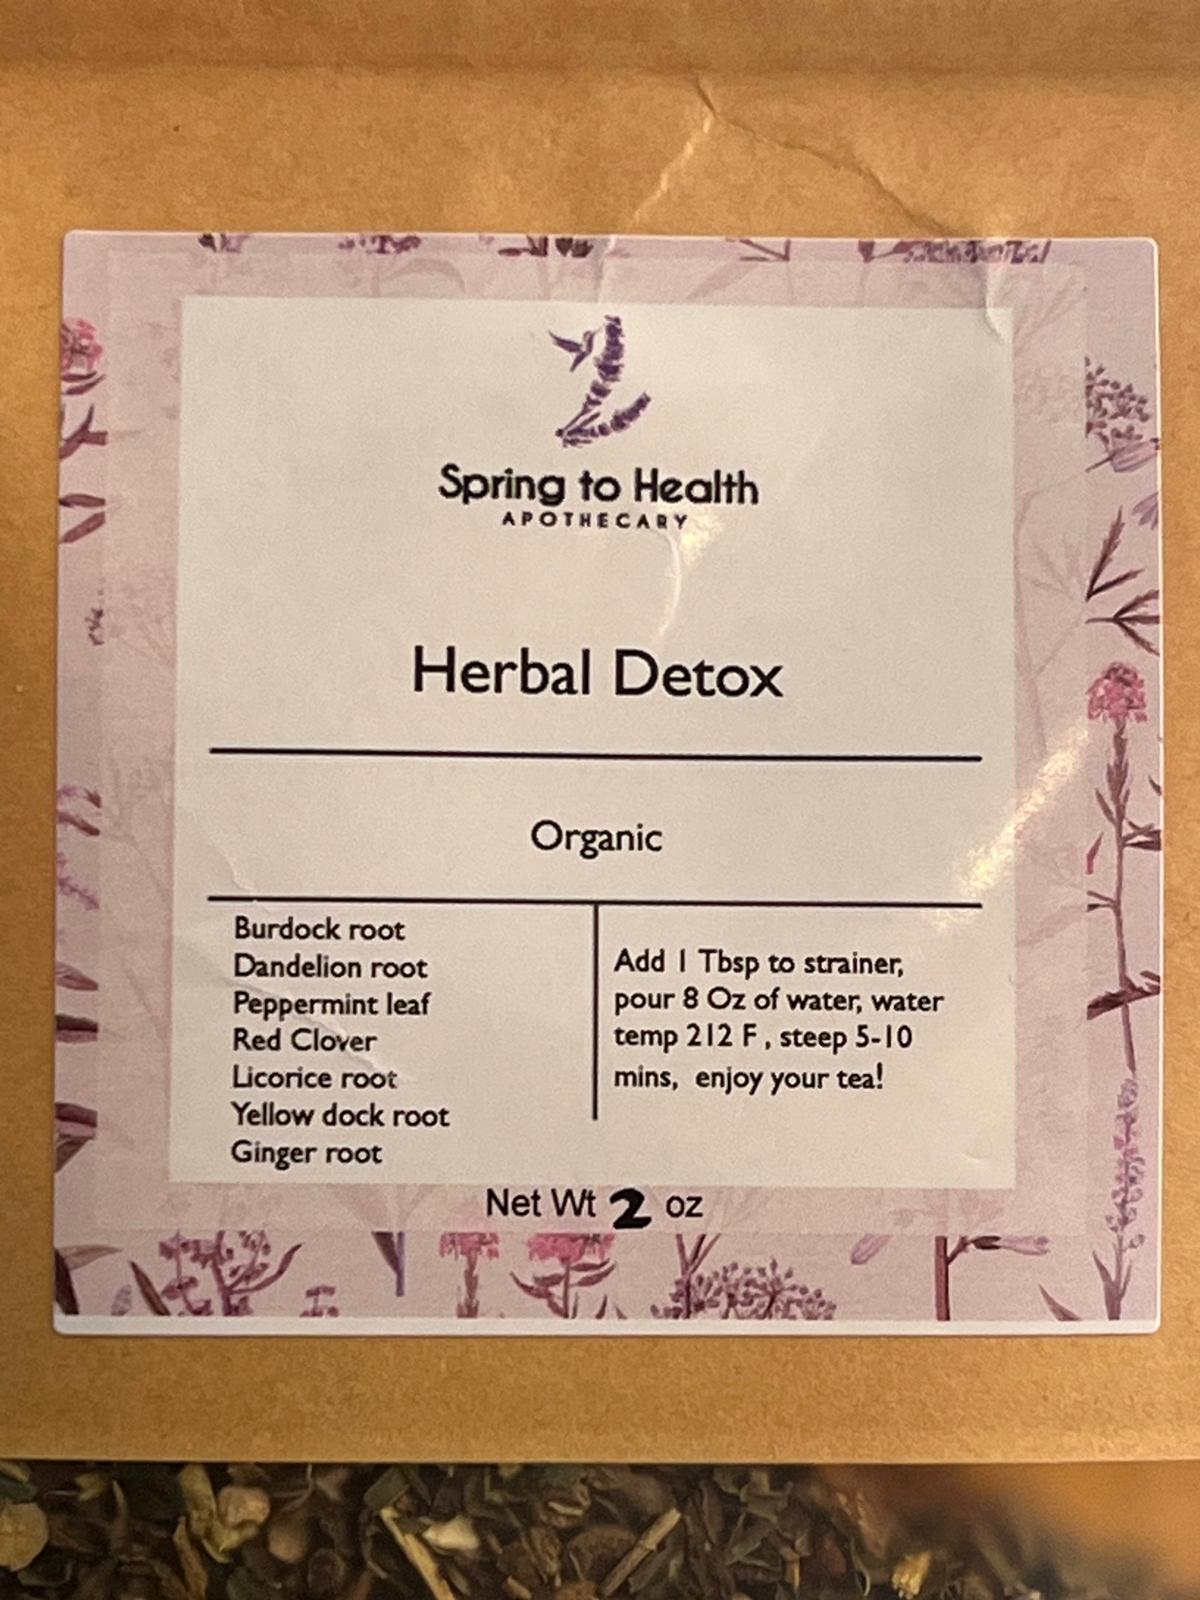 Spring to Health
APOTHECARY
Herbal Detox
Organic
Burdock root
Dandelion root
Peppermint leaf
Red Clover
Licorice root
Yellow dock root
Ginger root
Add 1 Tbsp to strainer,
pour 8 Oz of water, water
temp 212 F , steep 5-10
mins, enjoy your tea!
Net Wt 2 oz